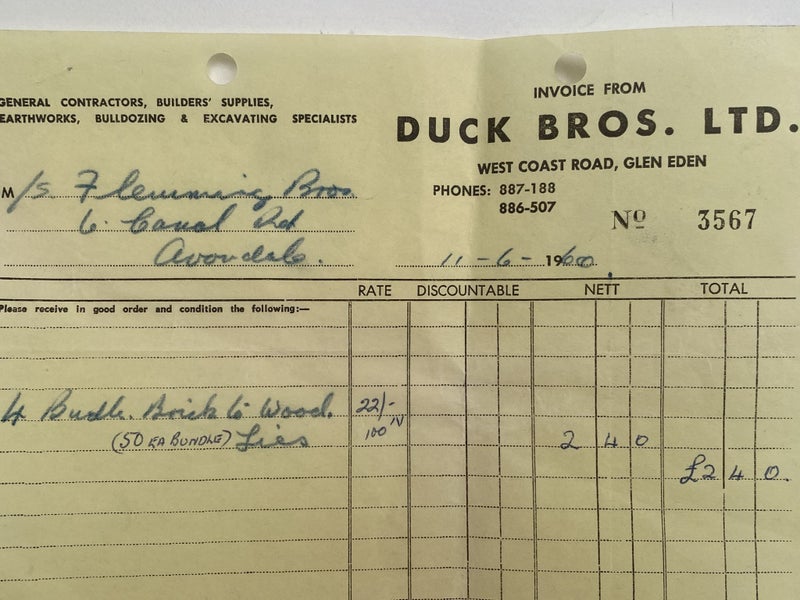 GENERAL CONTRACTORS, BUILDERS' SUPPLIES,
EARTHWORKS, BULLDOZING & EXCAVATING SPECIALISTS
INVOICE FROM
DUCK BROS. LTD.
WEST COAST ROAD, GLEN EDEN
PHONES: 887-188
886-507
Nº 3567
M/s. Flemming Bros
6. Canal Rd
Avondale.
11-6-1960.
RATE DISCOUNTABLE NETT TOTAL
Please receive in good order and condition the following:—
4 Bundle. Brick to Wood. 22/-
(50 EA BUNDLE) Ties 100 2 4 0
£2 4 0.